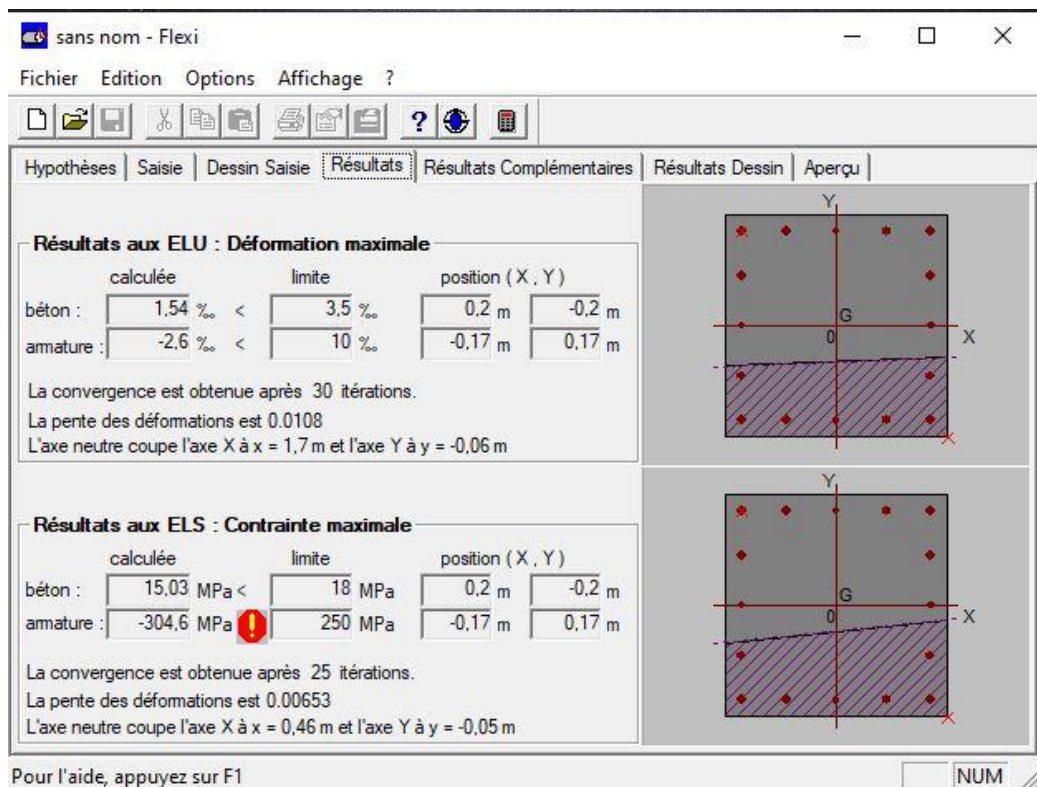 sans nom - Flexi
Fichier Edition Options Affichage ?
Hypothèses Saisie Dessin Saisie Résultats Résultats Complémentaires Résultats Dessin Aperçu
Résultats aux ELU : Déformation maximale
calculée limite position ( X , Y )
béton : 1,54 ‰ < 3,5 ‰ 0,2 m -0,2 m
armature : -2,6 ‰ < 10 ‰ -0,17 m 0,17 m
La convergence est obtenue après 30 itérations.
La pente des déformations est 0.0108
L'axe neutre coupe l'axe X à x = 1,7 m et l'axe Y à y = -0,06 m
Y
G
0
X
Résultats aux ELS : Contrainte maximale
calculée limite position ( X , Y )
béton : 15,03 MPa < 18 MPa 0,2 m -0,2 m
armature : -304,6 MPa ! 250 MPa -0,17 m 0,17 m
La convergence est obtenue après 25 itérations.
La pente des déformations est 0.00653
L'axe neutre coupe l'axe X à x = 0,46 m et l'axe Y à y = -0,05 m
Y
G
0
X
Pour l'aide, appuyez sur F1
NUM